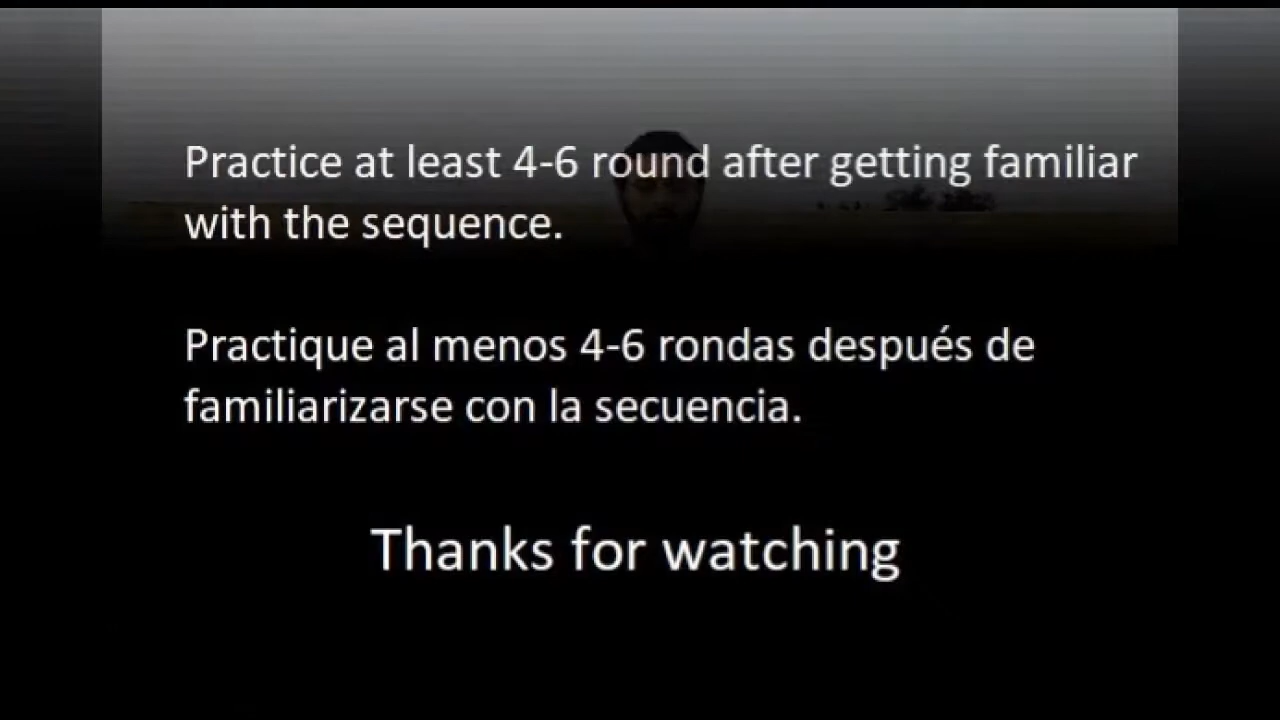 Practice at least 4-6 round after getting familiar
with the sequence.
Practique al menos 4-6 rondas después de
familiarizarse con la secuencia.
Thanks for watching